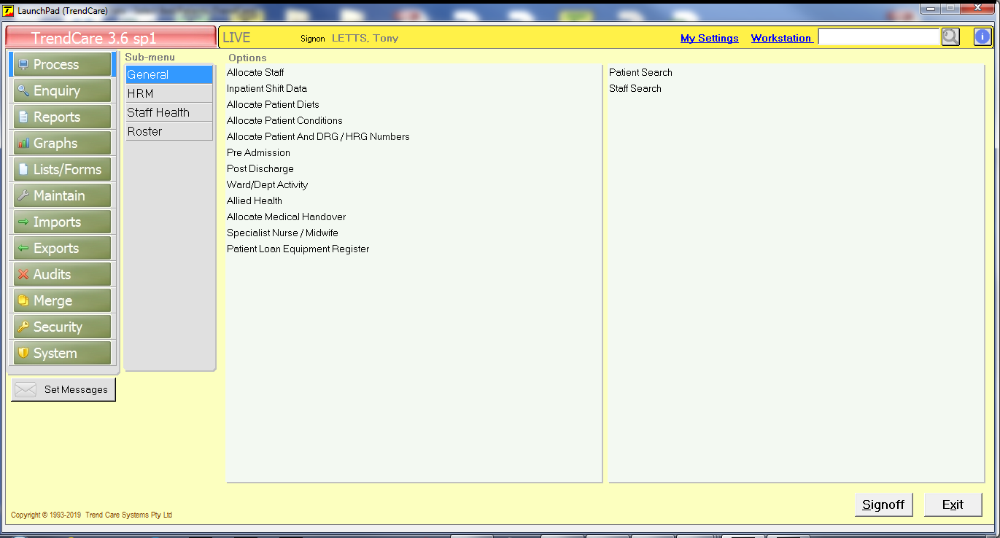 LaunchPad (TrendCare)
TrendCare 3.6 sp1
LIVE
Signon LETTS, Tony
My Settings
Workstation
Process
Enquiry
Reports
Graphs
Lists/Forms
Maintain
Imports
Exports
Audits
Merge
Security
System
Set Messages
Sub-menu
General
HRM
Staff Health
Roster
Options
Allocate Staff
Inpatient Shift Data
Allocate Patient Diets
Allocate Patient Conditions
Allocate Patient And DRG / HRG Numbers
Pre Admission
Post Discharge
Ward/Dept Activity
Allied Health
Allocate Medical Handover
Specialist Nurse / Midwife
Patient Loan Equipment Register
Patient Search
Staff Search
Signoff
Exit
Copyright © 1993-2019 Trend Care Systems Pty Ltd